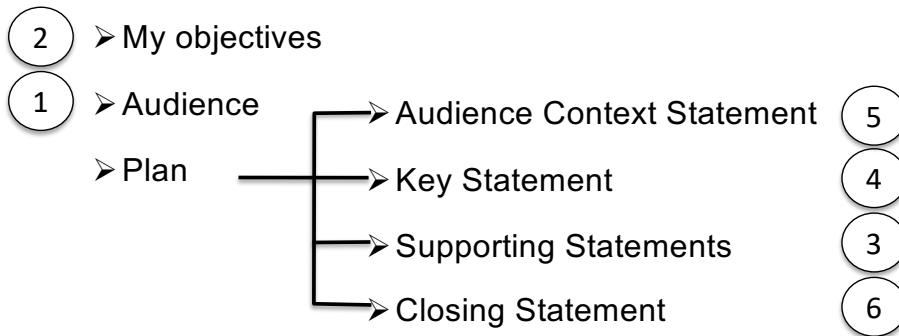 2 ➢ My objectives
1 ➢ Audience
➢ Audience Context Statement 5
➢ Plan
➢ Key Statement 4
➢ Supporting Statements 3
➢ Closing Statement 6